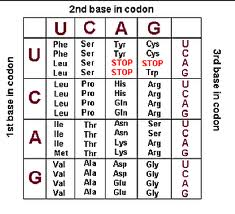 2nd base in codon
U C A G
1st base in codon
U
Phe Ser Tyr Cys U
Phe Ser Tyr Cys C
Leu Ser STOP STOP A
Leu Ser STOP Trp G
C
Leu Pro His Arg U
Leu Pro His Arg C
Leu Pro Gln Arg A
Leu Pro Gln Arg G
A
Ile Thr Asn Ser U
Ile Thr Asn Ser C
Ile Thr Lys Arg A
Met Thr Lys Arg G
G
Val Ala Asp Gly U
Val Ala Asp Gly C
Val Ala Glu Gly A
Val Ala Glu Gly G
3rd base in codon